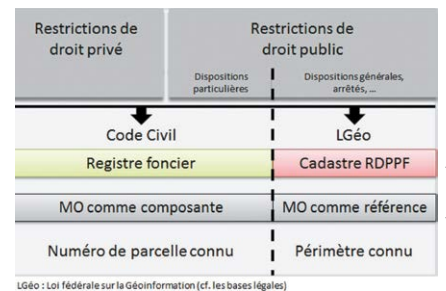 Restrictions de
droit privé
Restrictions de
droit public
Dispositions
particulières
Dispositions générales,
arrêtés, ...
Code Civil
LGéo
Registre foncier
Cadastre RDPPF
MO comme composante
MO comme référence
Numéro de parcelle connu
Périmètre connu
LGéo : Loi fédérale sur la Géoinformation (cf. les bases légales)